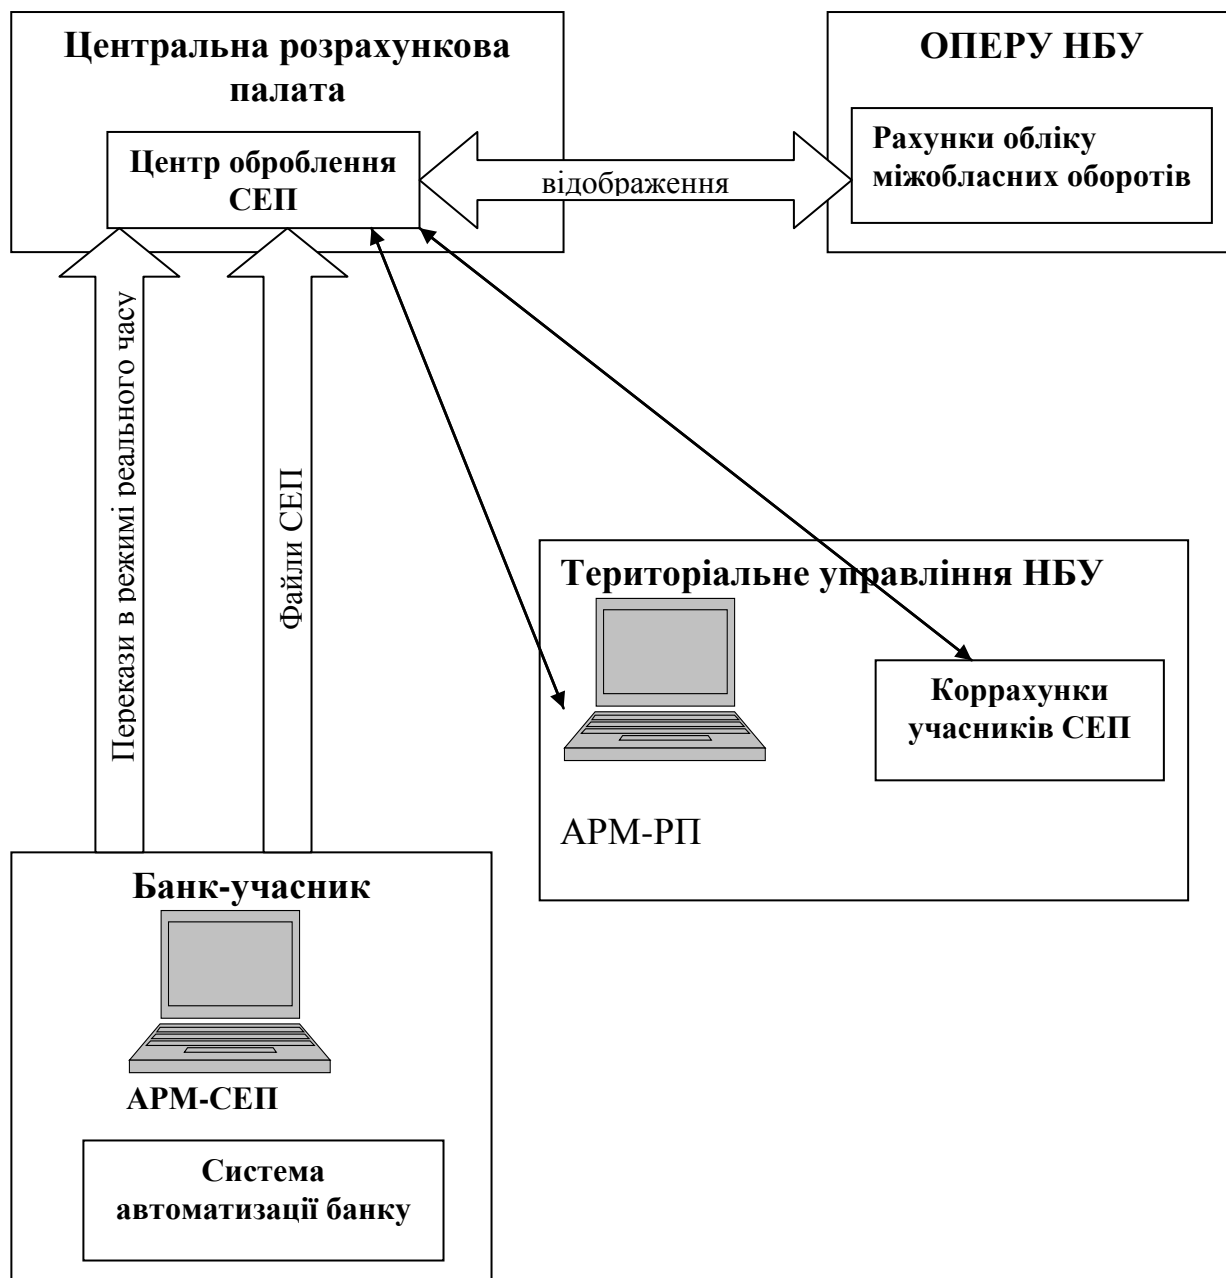 Центральна розрахункова
палата
Центр оброблення
СЕП
відображення
ОПЕРУ НБУ
Рахунки обліку
міжобласних оборотів
Перекази в режимі реального часу
Файли СЕП
Територіальне управління НБУ
Коррахунки
учасників СЕП
АРМ-РП
Банк-учасник
АРМ-СЕП
Система
автоматизації банку